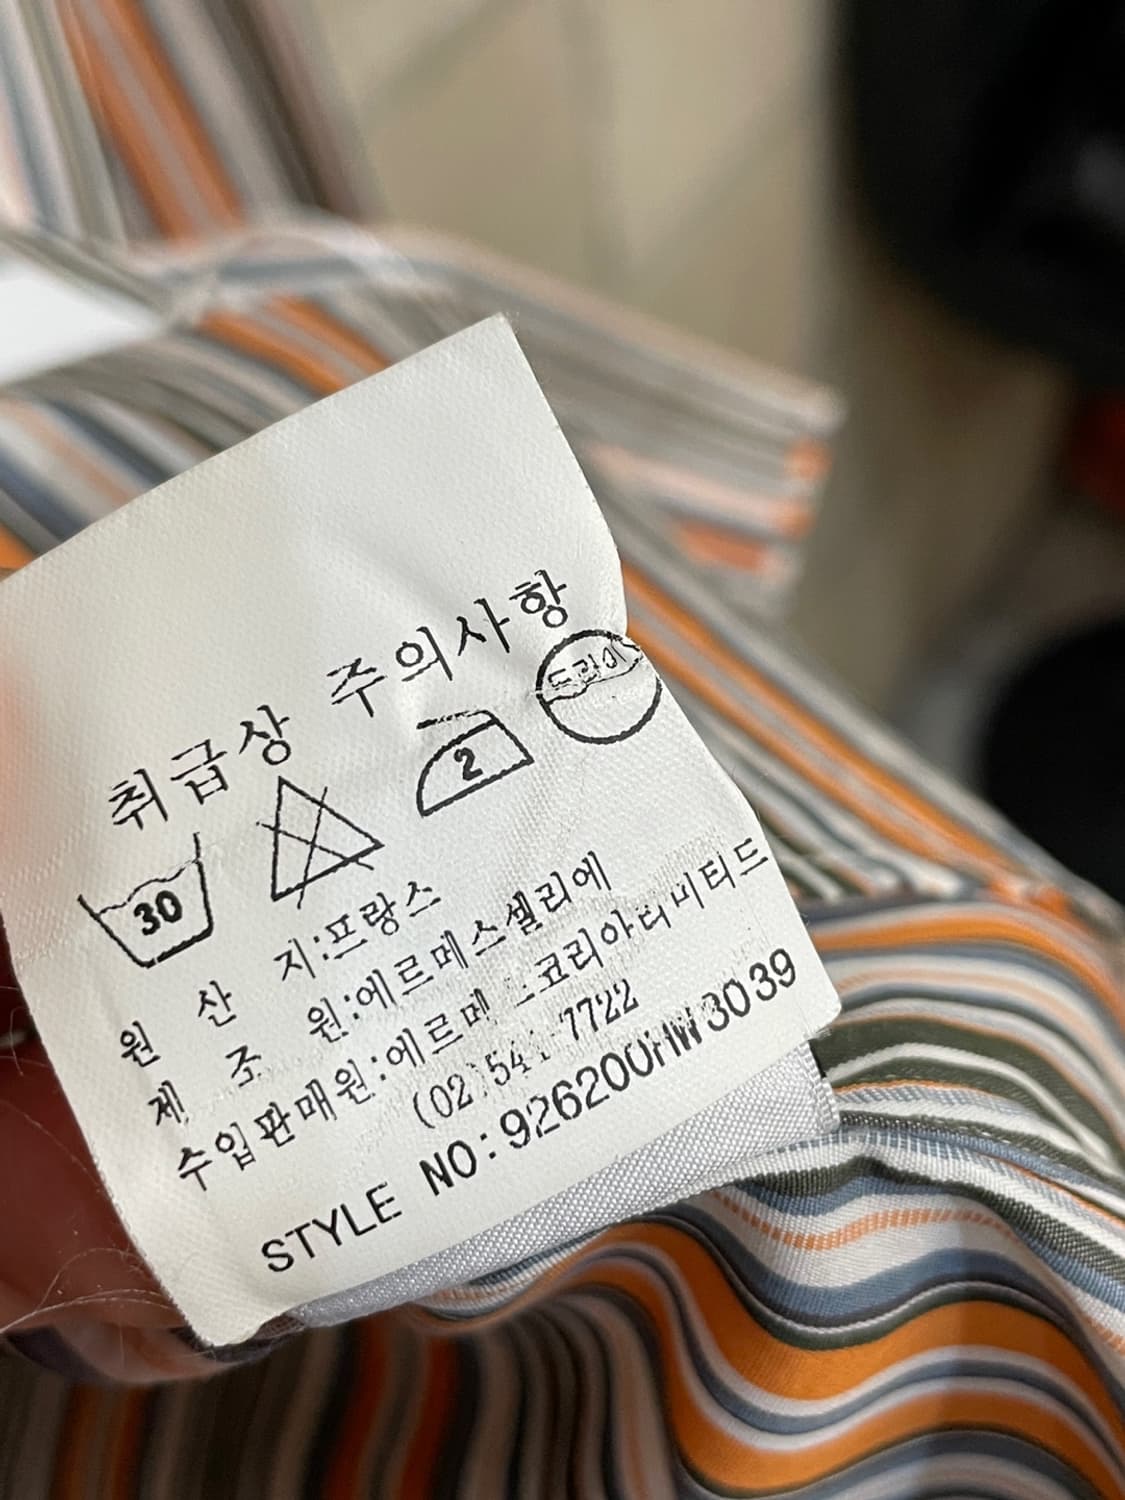 취급상 주의사항
30 2 드라이
원산지:프랑스
제조원:에르메스셀리에
수입판매원:에르메 코리아리미티드
(02)54 -7722
STYLE NO:926200HW3039